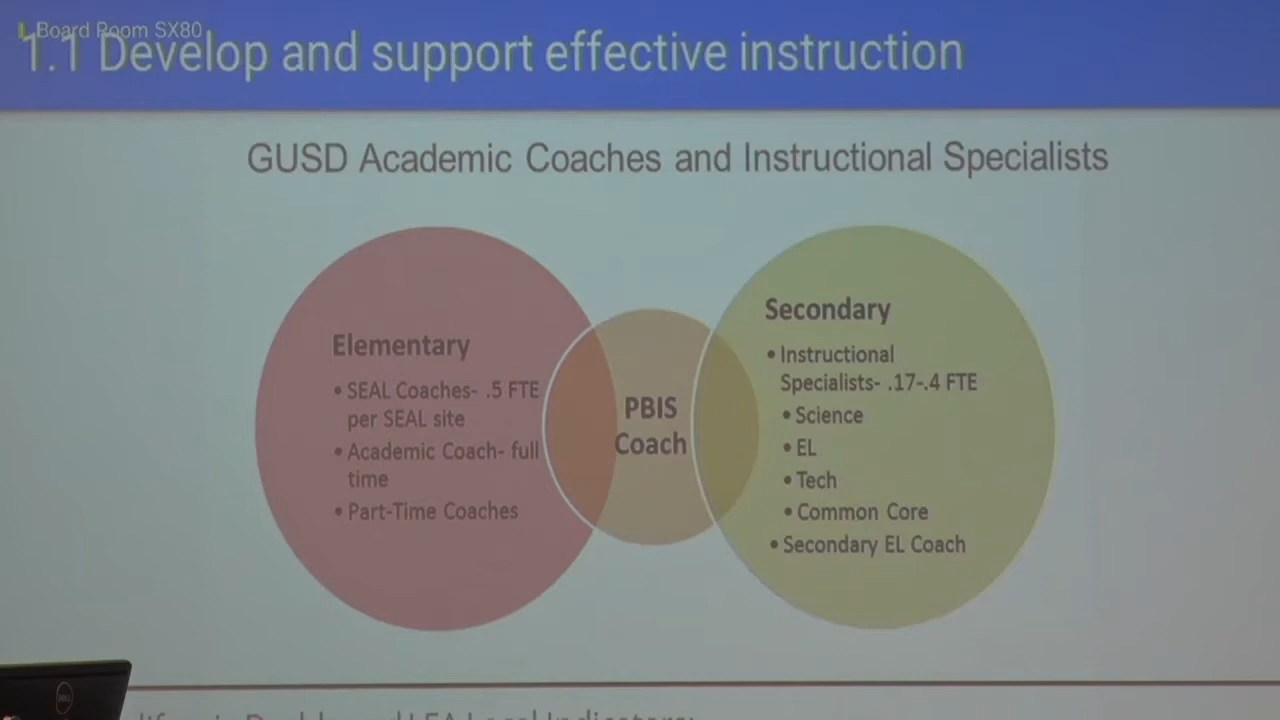 Board Room SX80
1.1 Develop and support effective instruction
GUSD Academic Coaches and Instructional Specialists
Elementary
• SEAL Coaches- .5 FTE
per SEAL site
• Academic Coach- full
time
• Part-Time Coaches
PBIS
Coach
Secondary
• Instructional
Specialists- .17-.4 FTE
• Science
• EL
• Tech
• Common Core
• Secondary EL Coach
DELL